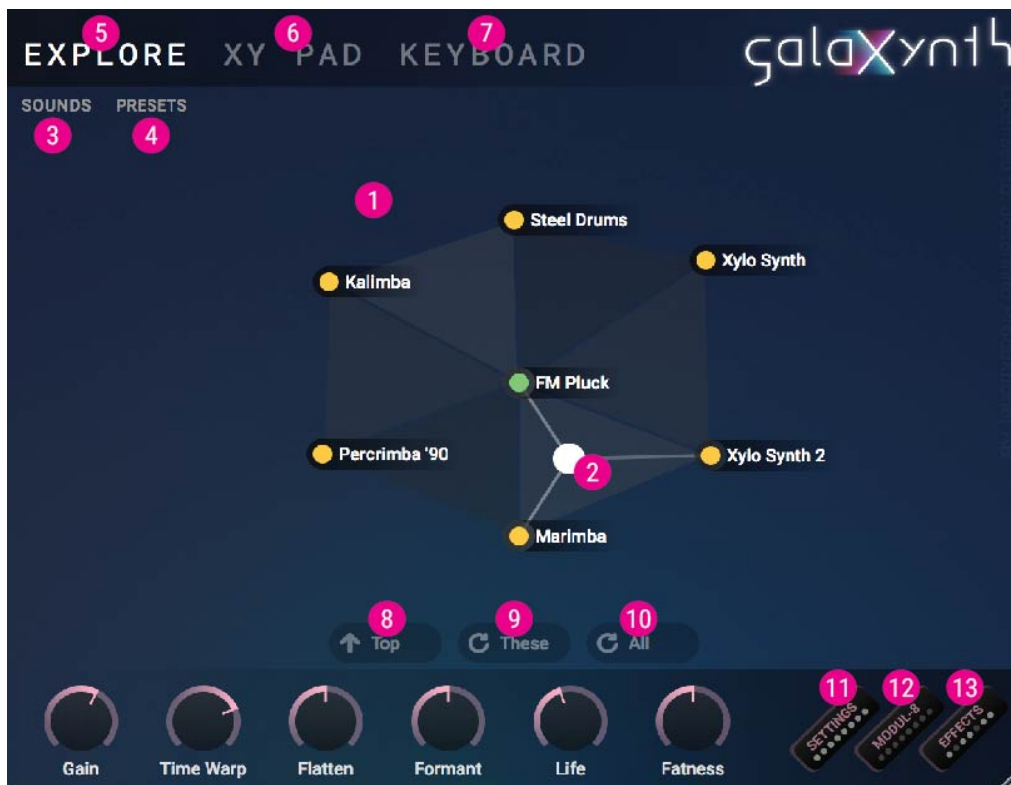 5 6 7
EXPLORE XY PAD KEYBOARD galaXynth
SOUNDS PRESETS
3 4
1
Steel Drums
Xylo Synth
Kalimba
FM Pluck
Percrimba '90
Xylo Synth 2
2
Marimba
8 9 10
Top These All
11 12 13
SETTINGS MODUL-8 EFFECTS
Gain Time Warp Flatten Formant Life Fatness